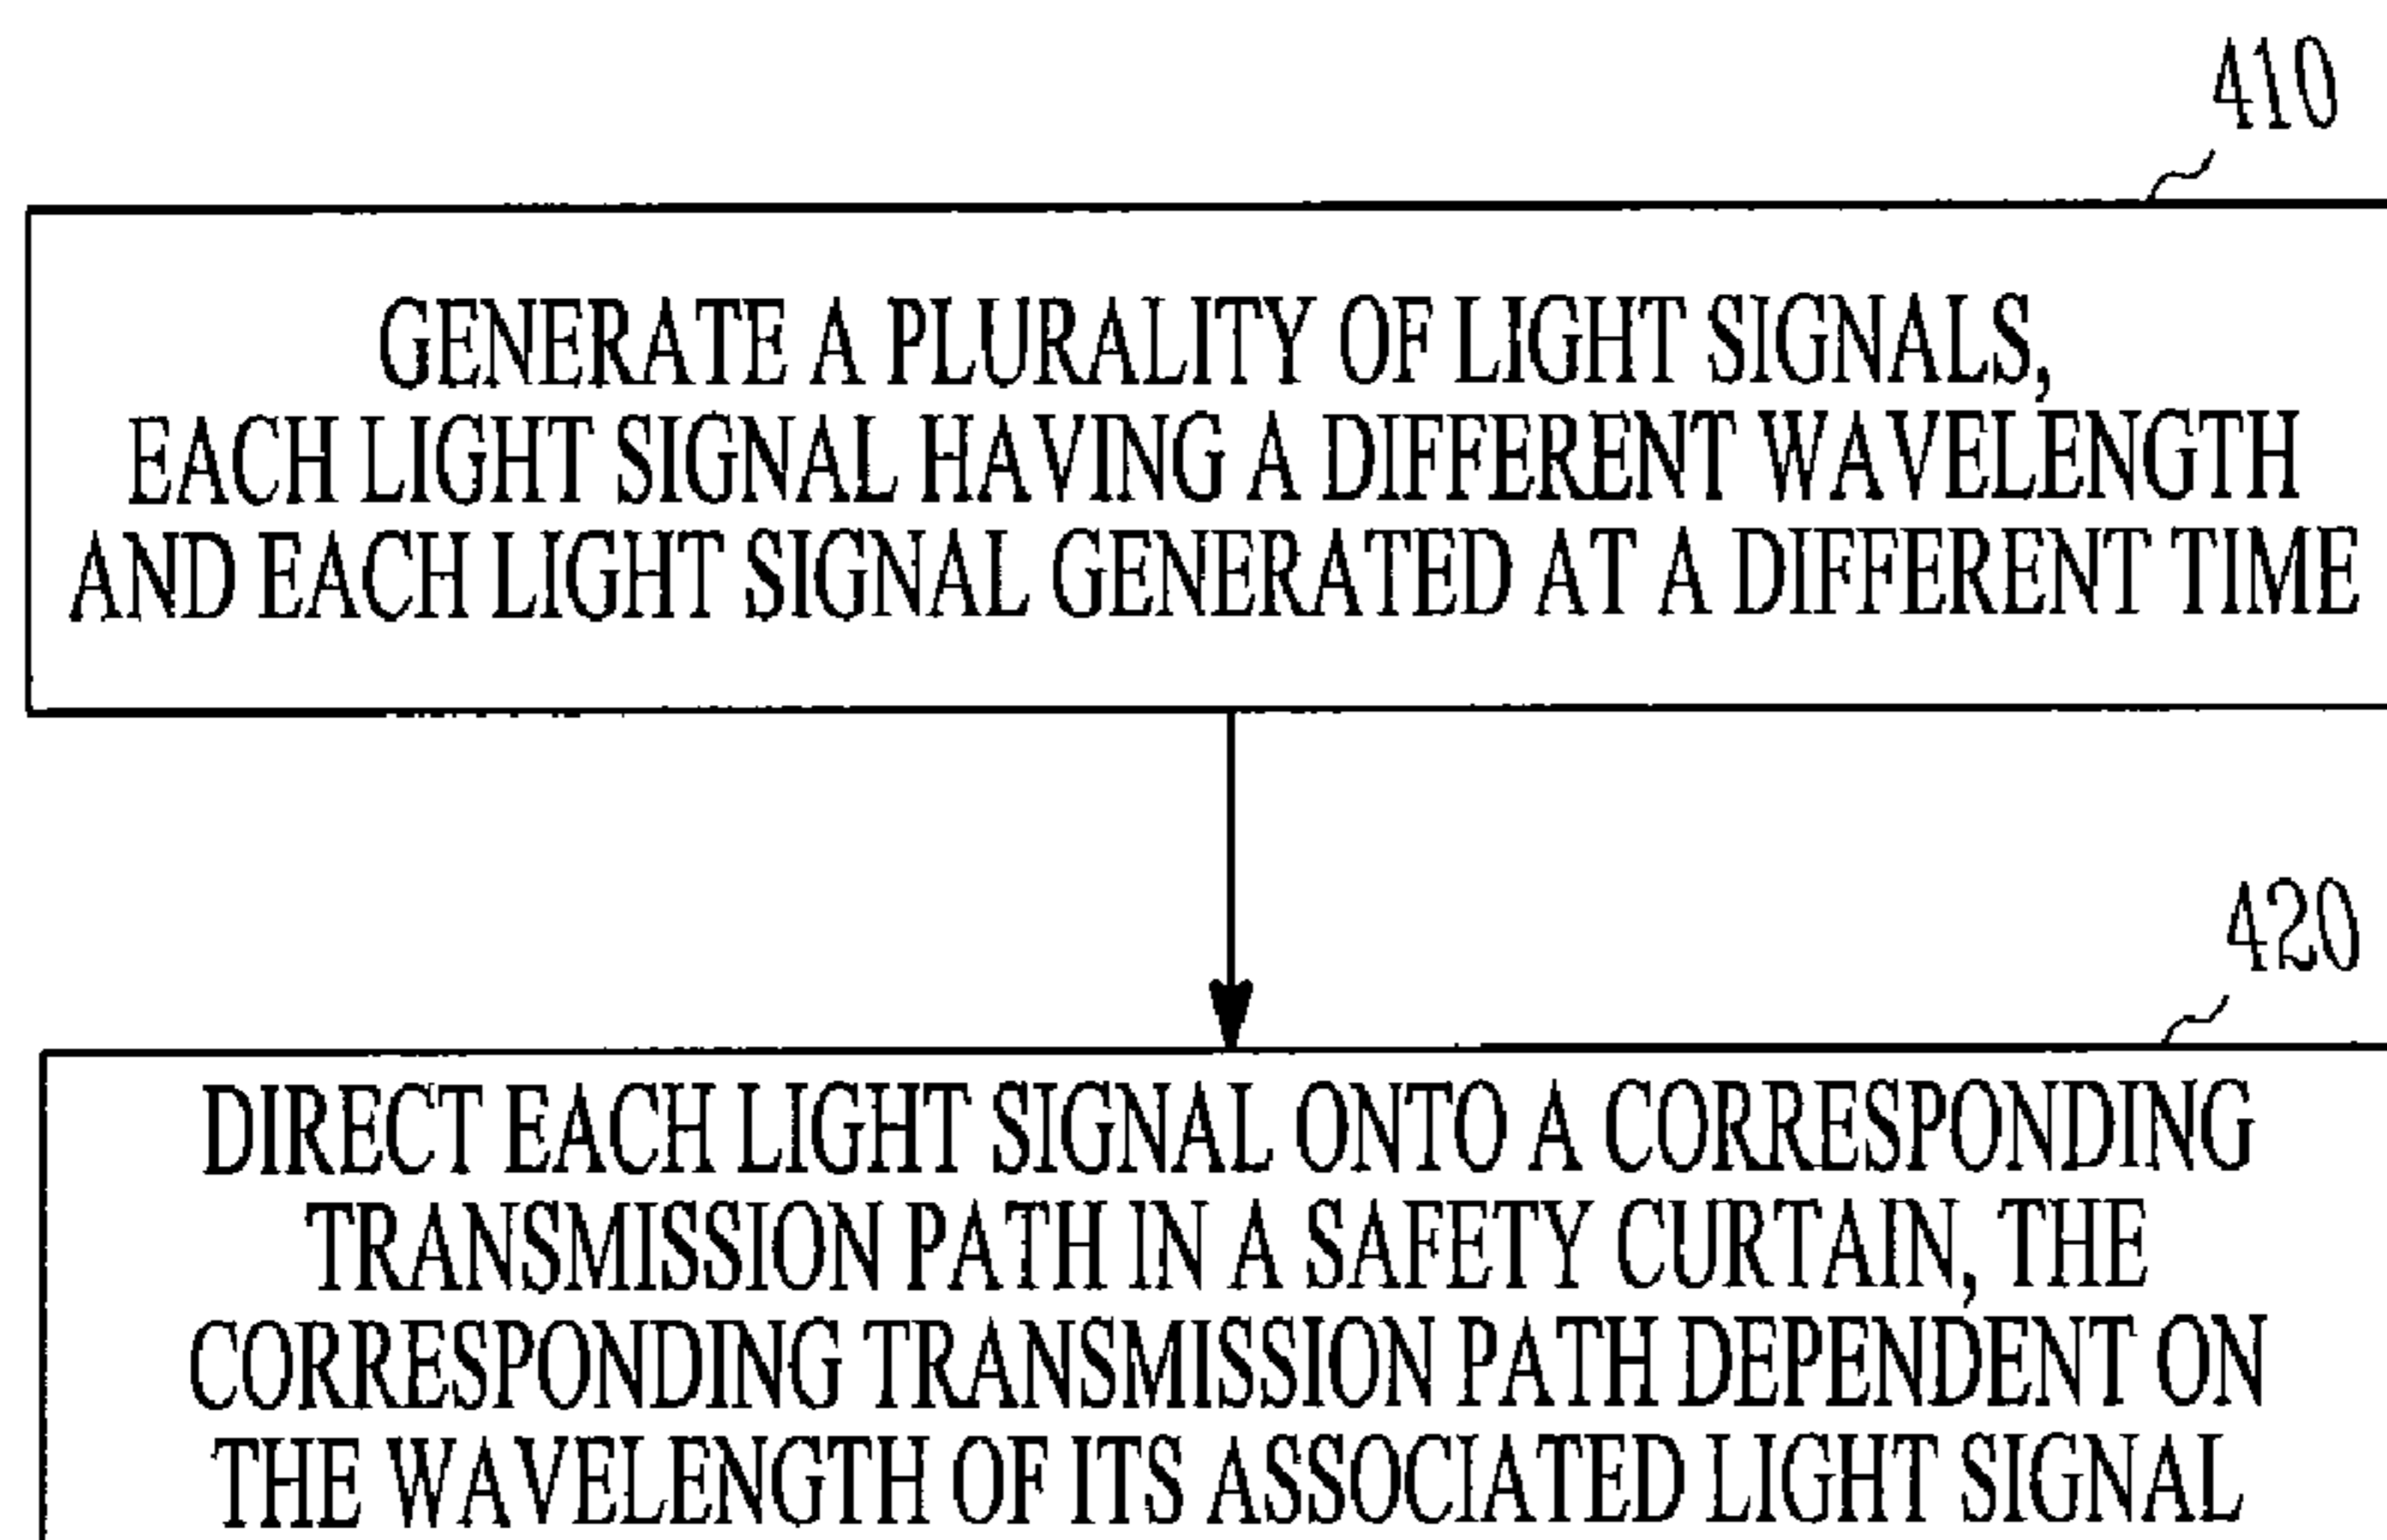 410
GENERATE A PLURALITY OF LIGHT SIGNALS,
EACH LIGHT SIGNAL HAVING A DIFFERENT WAVELENGTH
AND EACH LIGHT SIGNAL GENERATED AT A DIFFERENT TIME
420
DIRECT EACH LIGHT SIGNAL ONTO A CORRESPONDING
TRANSMISSION PATH IN A SAFETY CURTAIN, THE
CORRESPONDING TRANSMISSION PATH DEPENDENT ON
THE WAVELENGTH OF ITS ASSOCIATED LIGHT SIGNAL